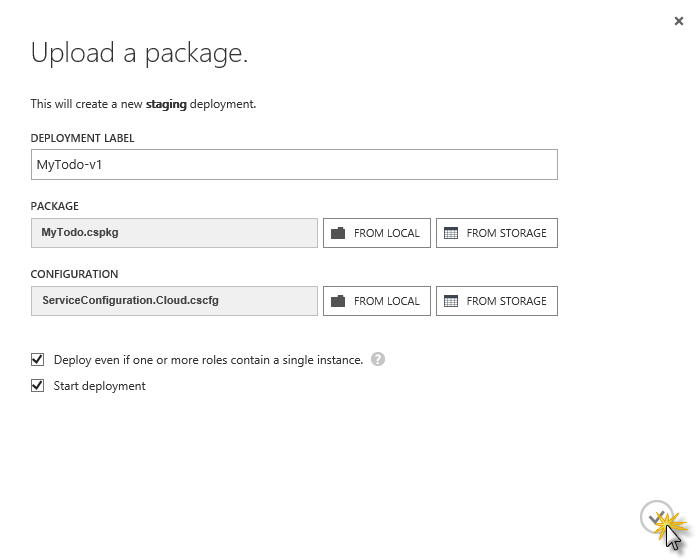 Upload a package.
This will create a new staging deployment.
DEPLOYMENT LABEL
MyTodo-v1
PACKAGE
MyTodo.cspkg FROM LOCAL FROM STORAGE
CONFIGURATION
ServiceConfiguration.Cloud.cscfg FROM LOCAL FROM STORAGE
Deploy even if one or more roles contain a single instance. ?
Start deployment